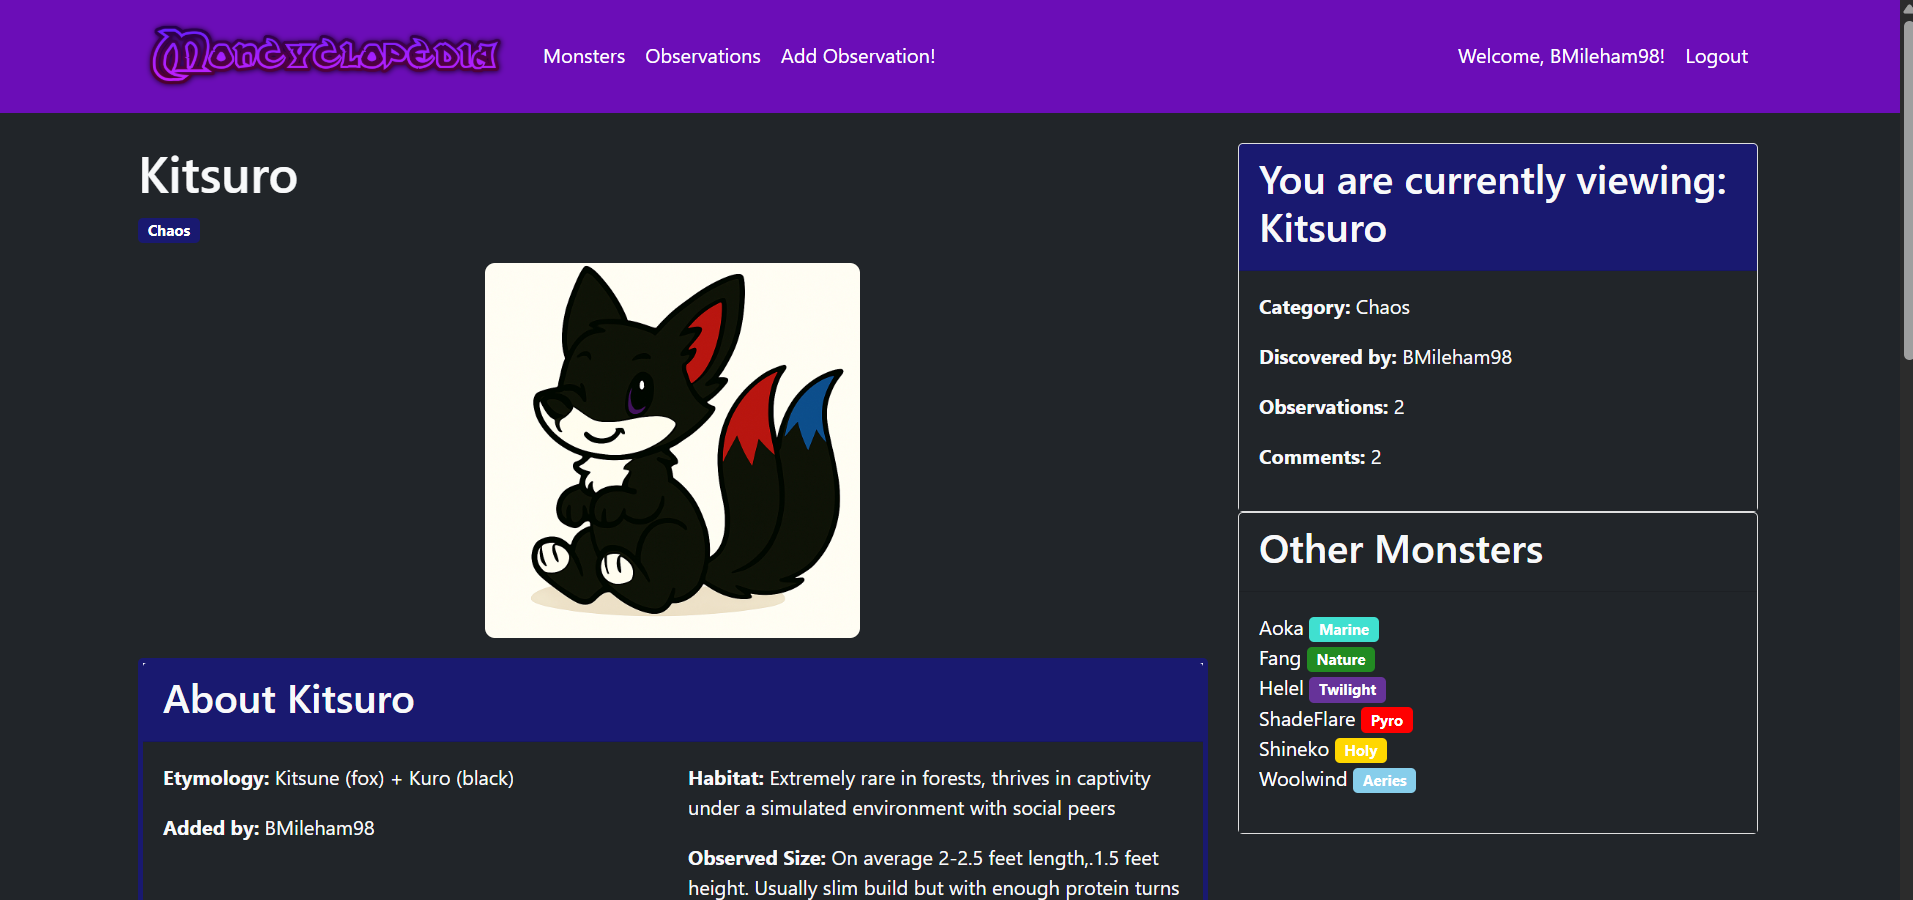 Moncyclopedia Monsters Observations Add Observation! Welcome, BMileham98! Logout
Kitsuro
Chaos
About Kitsuro
Etymology: Kitsune (fox) + Kuro (black)
Added by: BMileham98
Habitat: Extremely rare in forests, thrives in captivity
under a simulated environment with social peers
Observed Size: On average 2-2.5 feet length,.1.5 feet
height. Usually slim build but with enough protein turns
You are currently viewing:
Kitsuro
Category: Chaos
Discovered by: BMileham98
Observations: 2
Comments: 2
Other Monsters
Aoka Marine
Fang Nature
Helel Twilight
ShadeFlare Pyro
Shineko Holy
Woolwind Aeries